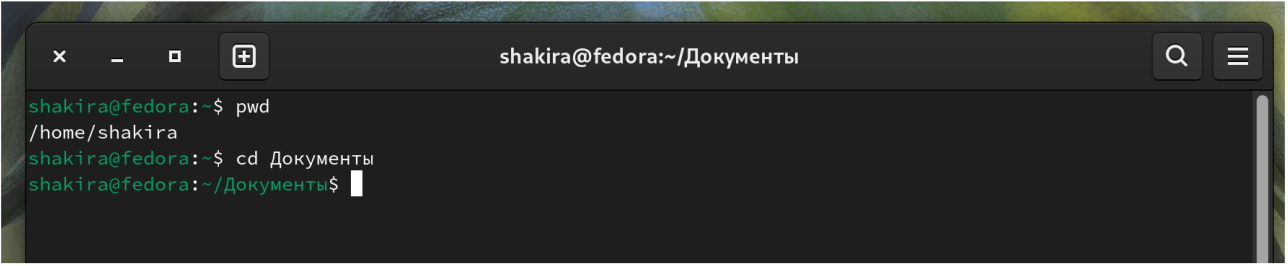 shakira@fedora:~/Документы
shakira@fedora:~$ pwd
/home/shakira
shakira@fedora:~$ cd Документы
shakira@fedora:~/Документы$